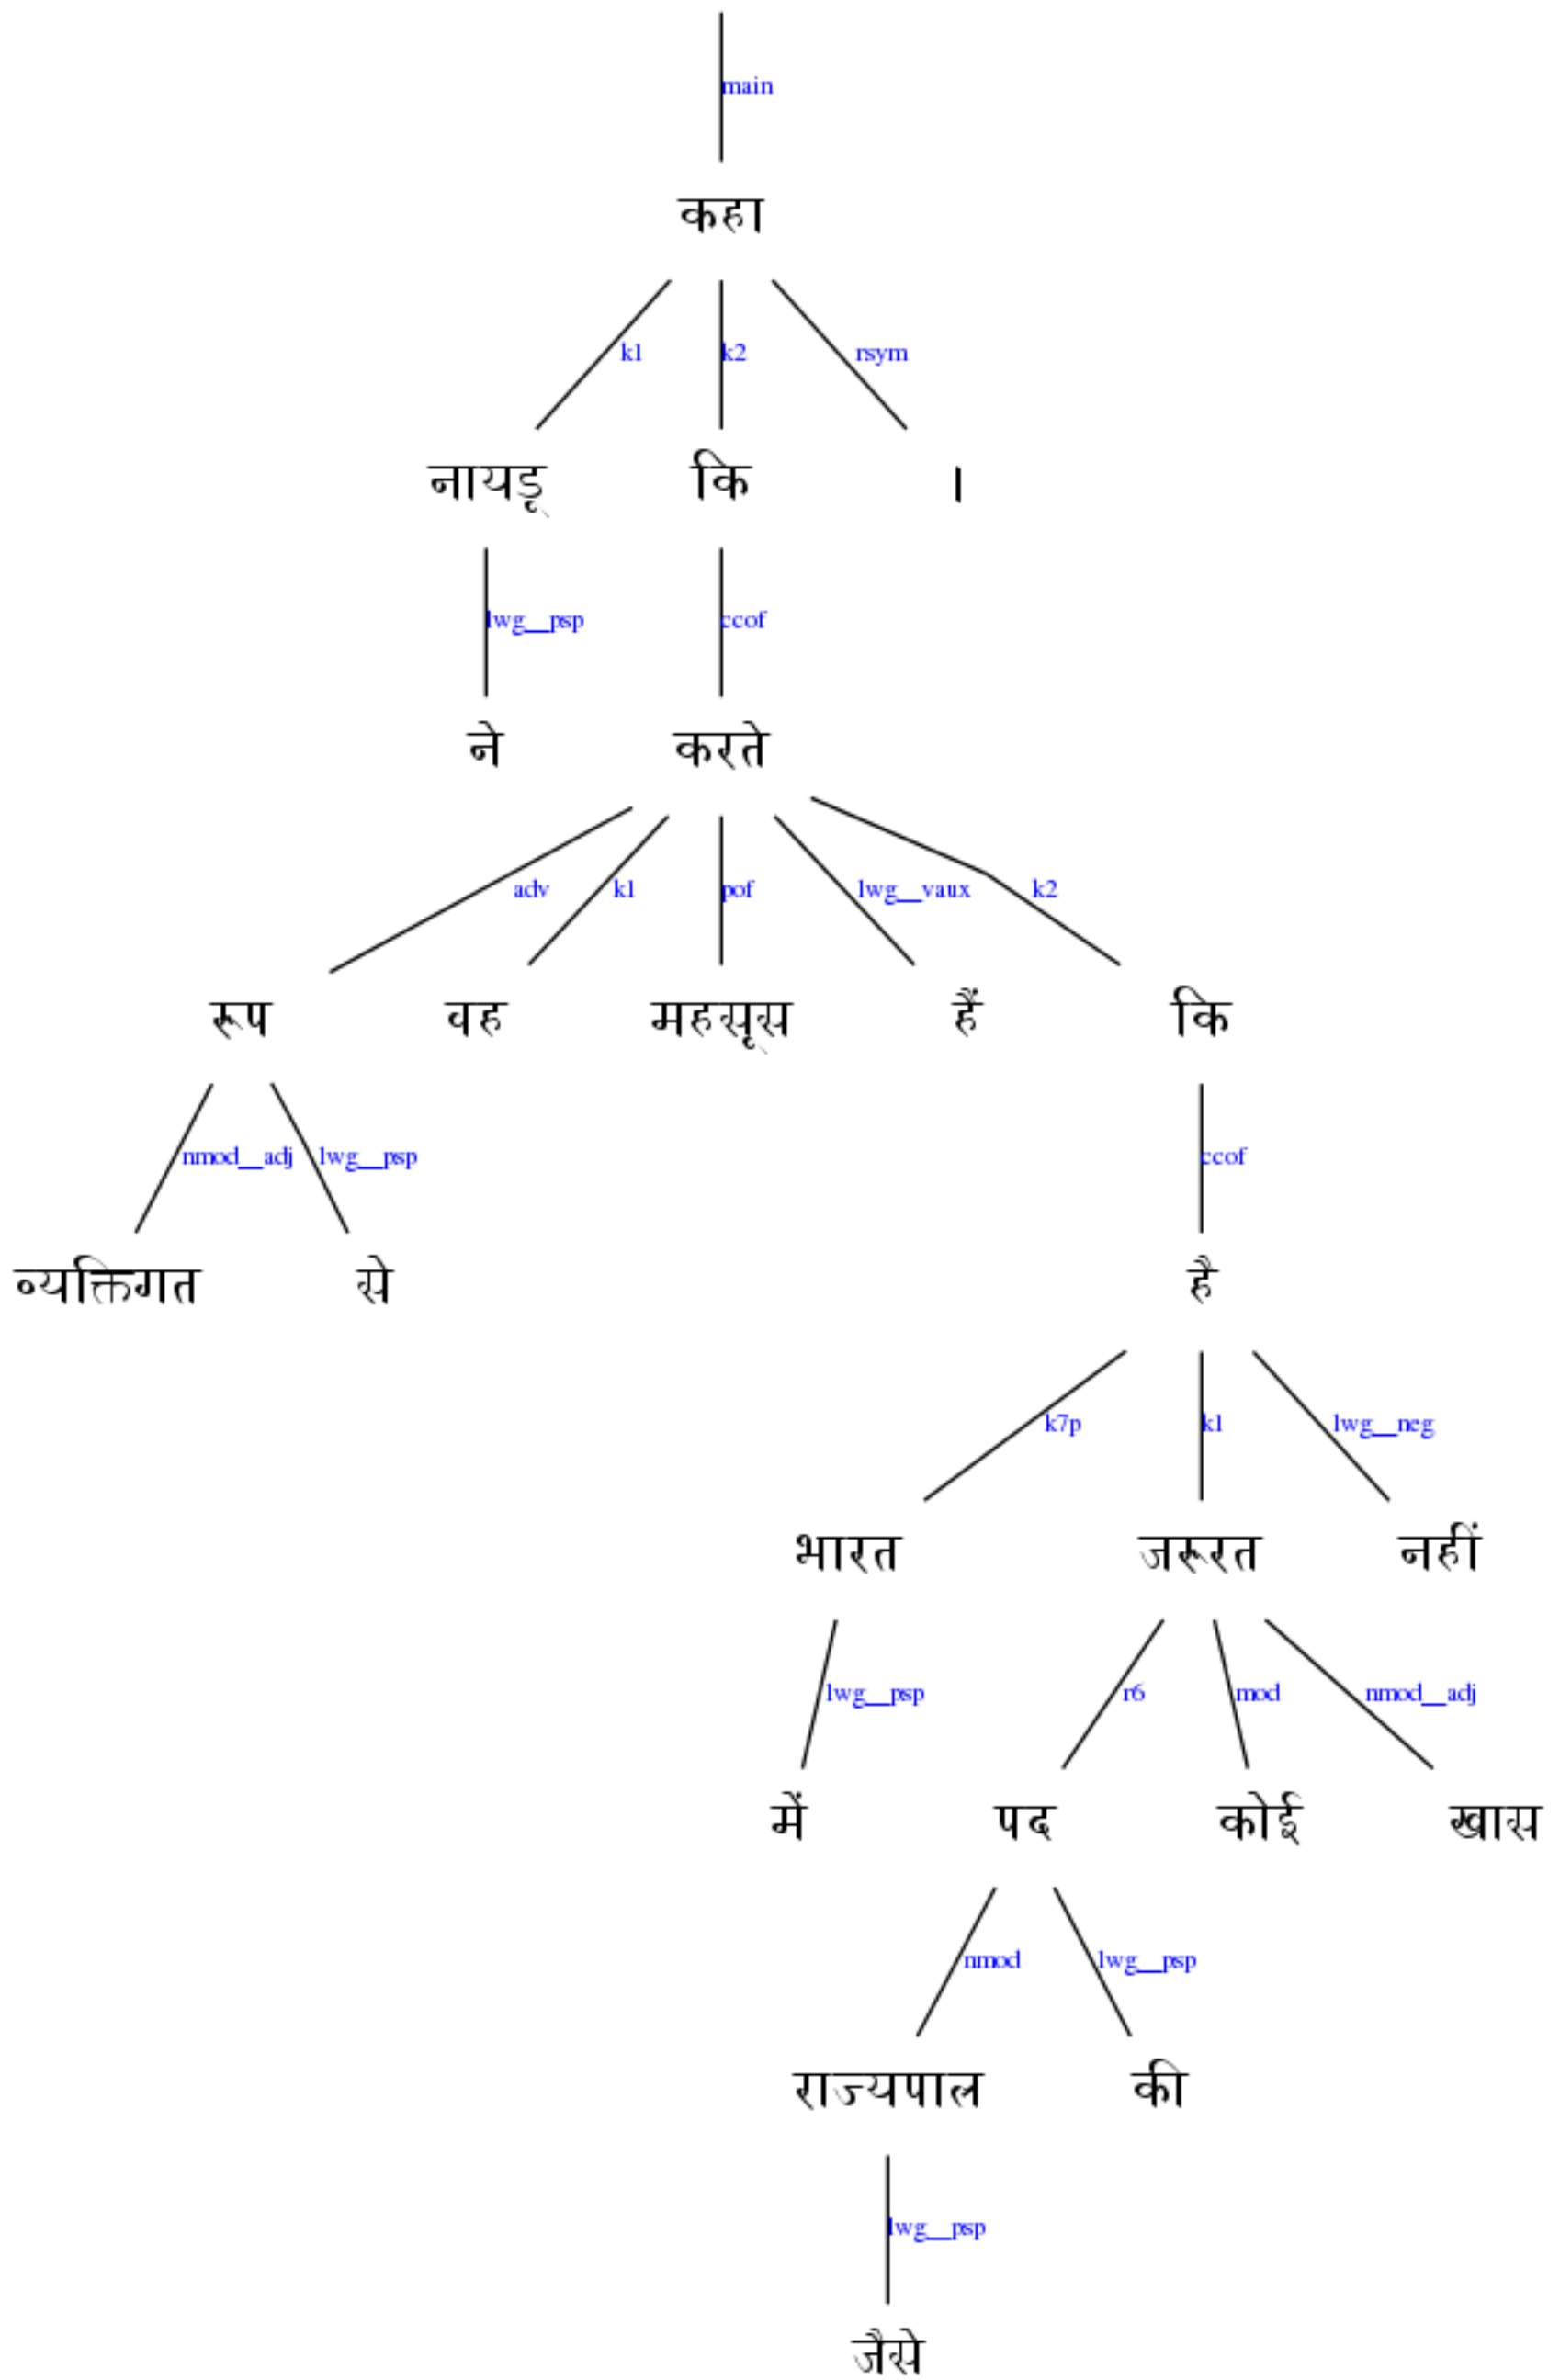 main
कहा
k1 k2 rsym
नायडू कि ।
lwg__psp ccof
ने करते
adv k1 pof lwg__vaux k2
रूप वह महसूस हैं कि
nmod__adj lwg__psp ccof
व्यक्तिगत से है
k7p k1 lwg__neg
भारत जरूरत नहीं
lwg__psp r6 mod nmod__adj
में पद कोई खास
nmod lwg__psp
राज्यपाल की
lwg__psp
जैसे